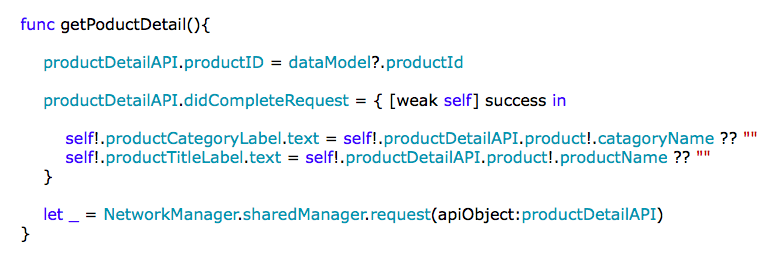 func getPoductDetail(){
productDetailAPI.productID = dataModel?.productId
productDetailAPI.didCompleteRequest = { [weak self] success in
self!.productCategoryLabel.text = self!.productDetailAPI.product!.catagoryName ?? ""
self!.productTitleLabel.text = self!.productDetailAPI.product!.productName ?? ""
}
let _ = NetworkManager.sharedManager.request(apiObject:productDetailAPI)
}